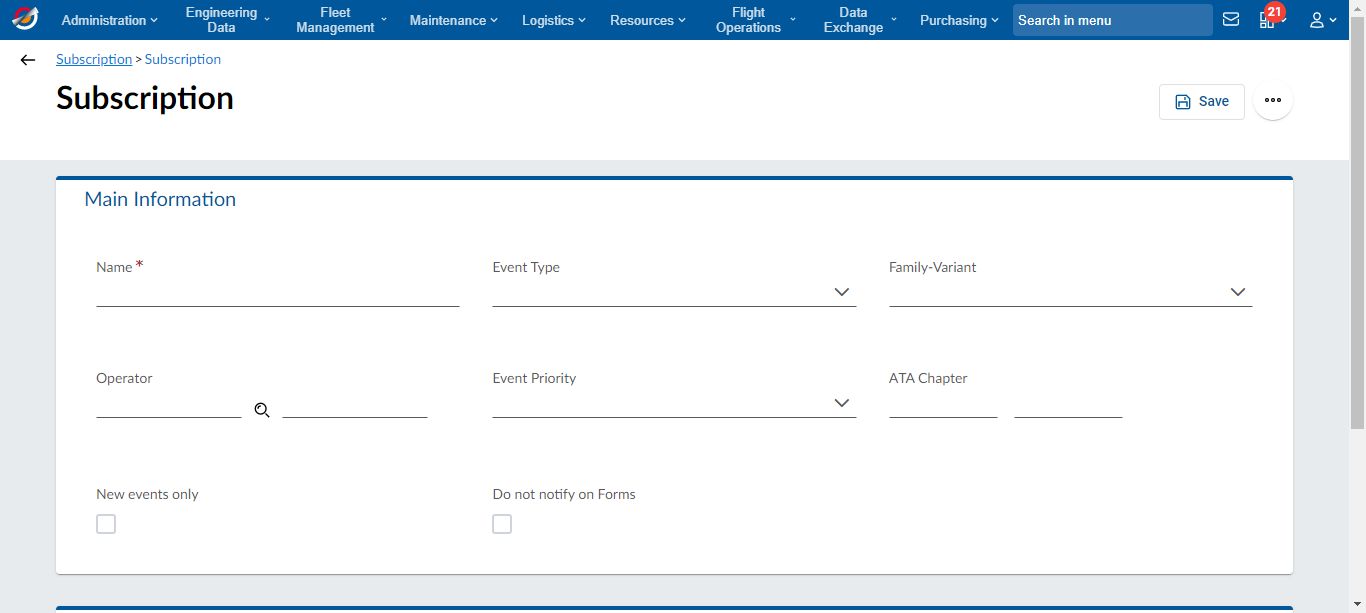 Administration
Engineering Data
Fleet Management
Maintenance
Logistics
Resources
Flight Operations
Data Exchange
Purchasing
Search in menu
21
Subscription > Subscription
Subscription
Save
Main Information
Name *
Event Type
Family-Variant
Operator
Event Priority
ATA Chapter
New events only
Do not notify on Forms